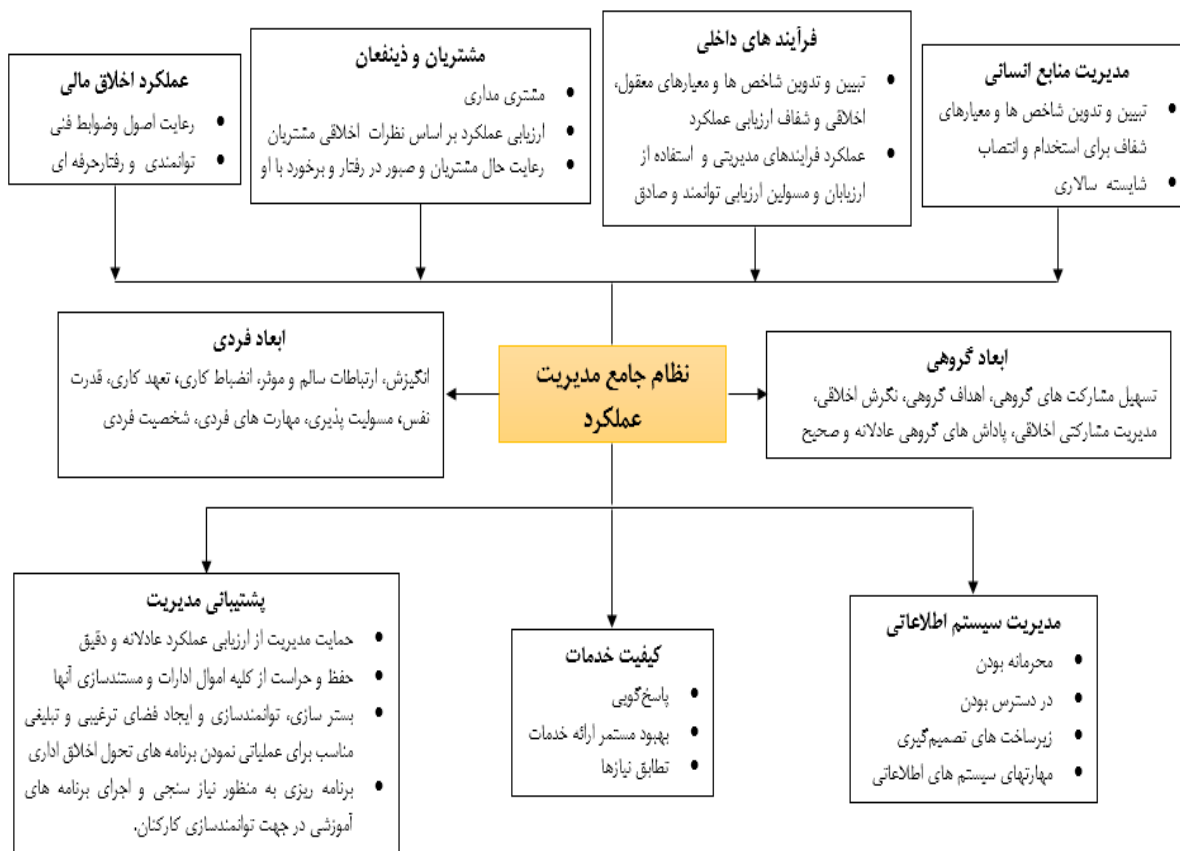 مدیریت منابع انسانی
• تبیین و تدوین شاخص ها و معیارهای
شفاف برای استخدام و انتصاب
• شایسته سالاری
فرآیند های داخلی
• تبیین و تدوین شاخص ها و معیارهای معقول،
اخلاقی و شفاف ارزیابی عملکرد
• عملکرد فرایندهای مدیریتی و استفاده از
ارزیابان و مسولین ارزیابی توانمند و صادق
مشتریان و ذینفعان
• مشتری مداری
• ارزیابی عملکرد بر اساس نظرات اخلاقی مشتریان
• رعایت حال مشتریان و صبور در رفتار و برخورد با او
عملکرد اخلاق مالی
• رعایت اصول وضوابط فنی
• توانمندی و رفتارحرفه ای
ابعاد گروهی
تسهیل مشارکت های گروهی، اهداف گروهی، نگرش اخلاقی،
مدیریت مشارکتی اخلاقی، پاداش های گروهی عادلانه و صحیح
نظام جامع مدیریت
عملکرد
ابعاد فردی
انگیزش، ارتباطات سالم و موثر، انضباط کاری، تعهد کاری، قدرت
نفس، مسولیت پذیری، مهارت های فردی، شخصیت فردی
مدیریت سیستم اطلاعاتی
• محرمانه بودن
• در دسترس بودن
• زیرساخت های تصمیم‌گیری
• مهارتهای سیستم های اطلاعاتی
کیفیت خدمات
• پاسخ‌گویی
• بهبود مستمر ارائه خدمات
• تطابق نیازها
پشتیبانی مدیریت
• حمایت مدیریت از ارزیابی عملکرد عادلانه و دقیق
• حفظ و حراست از کلیه اموال ادارات و مستندسازی آنها
• بستر سازی، توانمندسازی و ایجاد فضای ترغیبی و تبلیغی
مناسب برای عملیاتی نمودن برنامه های تحول اخلاق اداری
• برنامه ریزی به منظور نیاز سنجی و اجرای برنامه های
آموزشی در جهت توانمندسازی کارکنان.